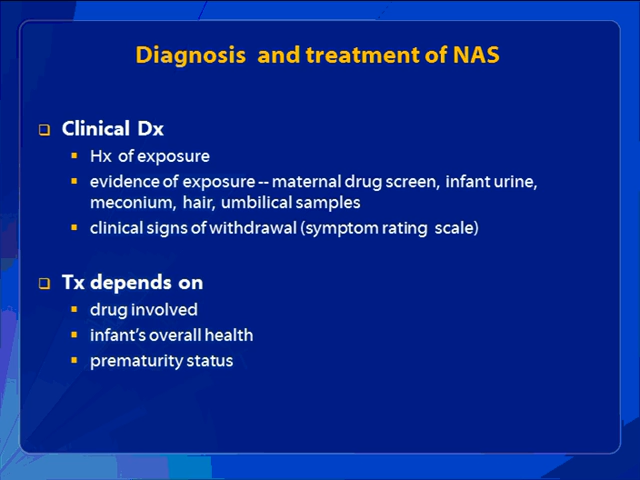 Diagnosis and treatment of NAS
Clinical Dx
Hx of exposure
evidence of exposure -- maternal drug screen, infant urine,
meconium, hair, umbilical samples
clinical signs of withdrawal (symptom rating scale)
Tx depends on
drug involved
infant's overall health
prematurity status